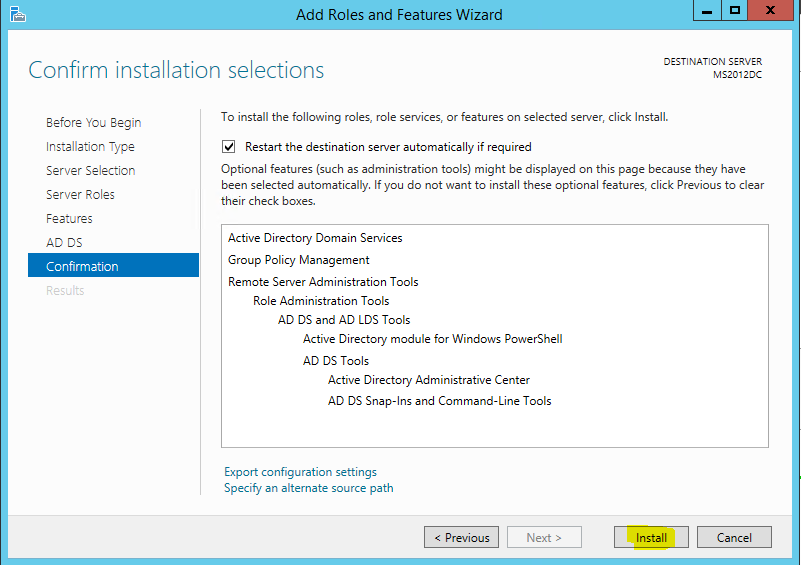 Add Roles and Features Wizard
Confirm installation selections
DESTINATION SERVER
MS2012DC
Before You Begin
Installation Type
Server Selection
Server Roles
Features
AD DS
Confirmation
Results
To install the following roles, role services, or features on selected server, click Install.
Restart the destination server automatically if required
Optional features (such as administration tools) might be displayed on this page because they have
been selected automatically. If you do not want to install these optional features, click Previous to clear
their check boxes.
Active Directory Domain Services
Group Policy Management
Remote Server Administration Tools
Role Administration Tools
AD DS and AD LDS Tools
Active Directory module for Windows PowerShell
AD DS Tools
Active Directory Administrative Center
AD DS Snap-Ins and Command-Line Tools
Export configuration settings
Specify an alternate source path
< Previous
Next >
Install
Cancel